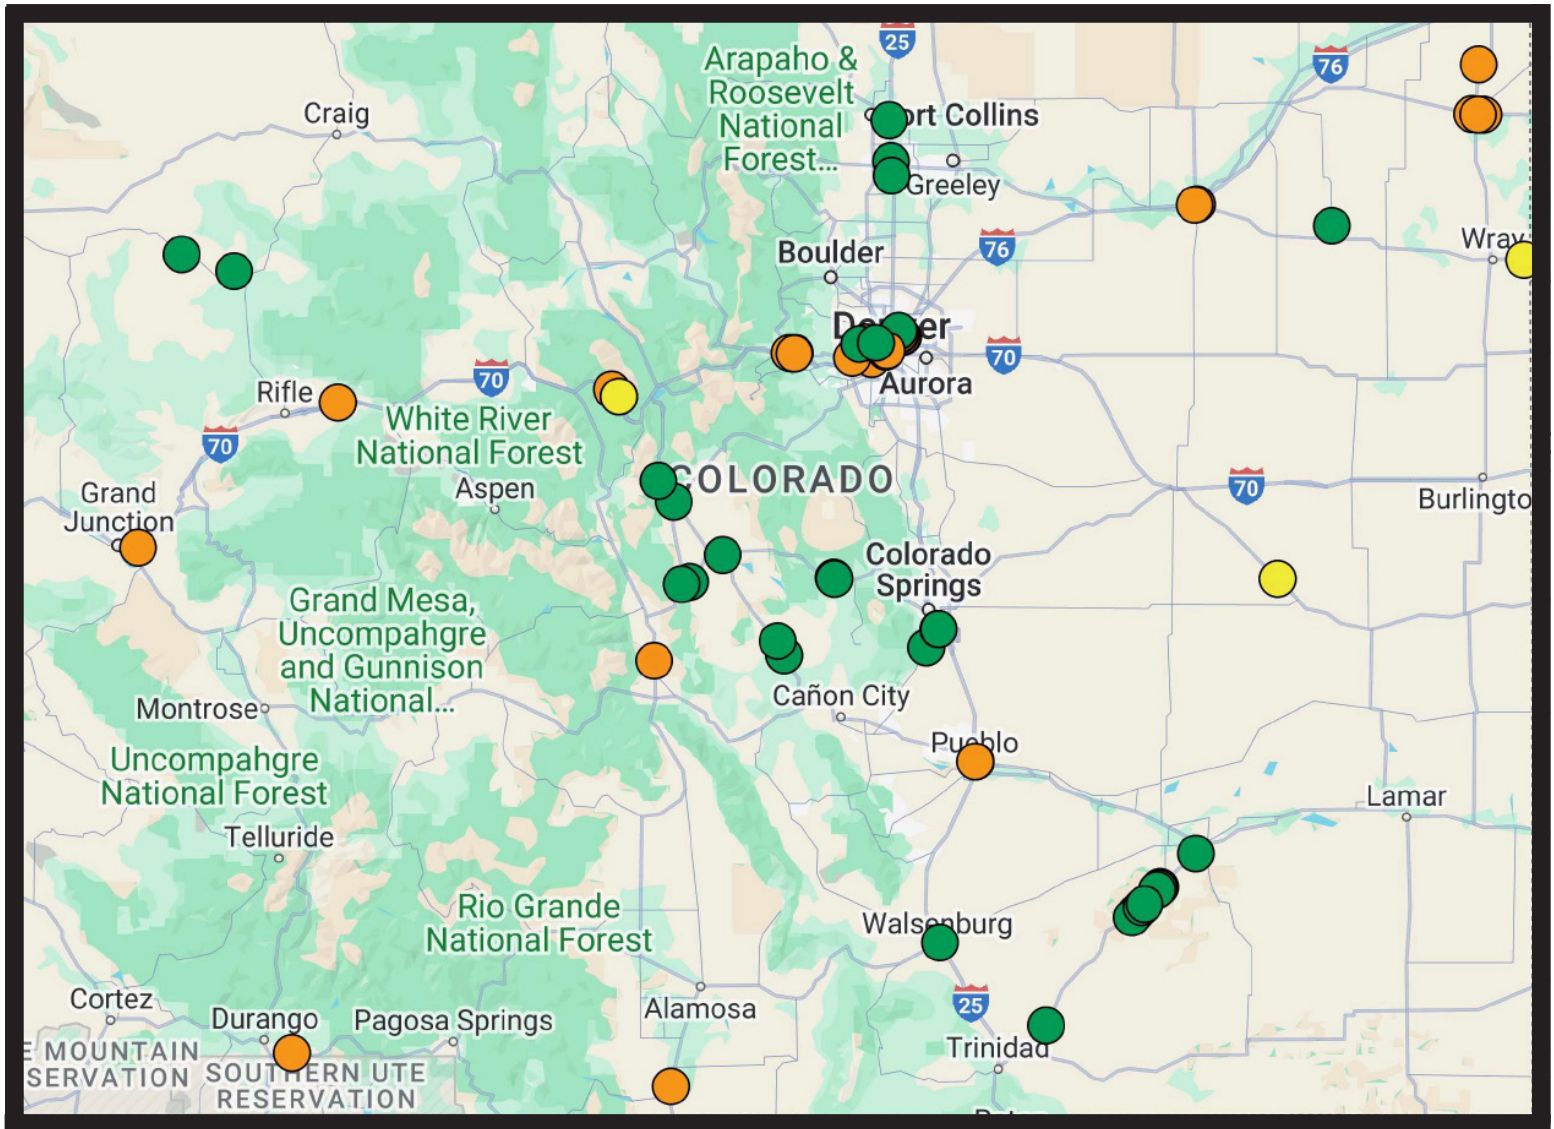 25
Arapaho &
Roosevelt
National
Forest...
76
Craig
ort Collins
Greeley
Boulder
76
Wray
Denver
70
Aurora
70
Rifle
White River
National Forest
70
COLORADO
Aspen
Grand
Junction
70
Burlingto
Colorado
Springs
Grand Mesa,
Uncompahgre
and Gunnison
National...
Cañon City
Montrose
Pueblo
Uncompahgre
National Forest
Lamar
Telluride
Rio Grande
National Forest
Walsenburg
Cortez
Durango
Pagosa Springs
Alamosa
25
Trinidad
E MOUNTAIN
SERVATION
SOUTHERN UTE
RESERVATION